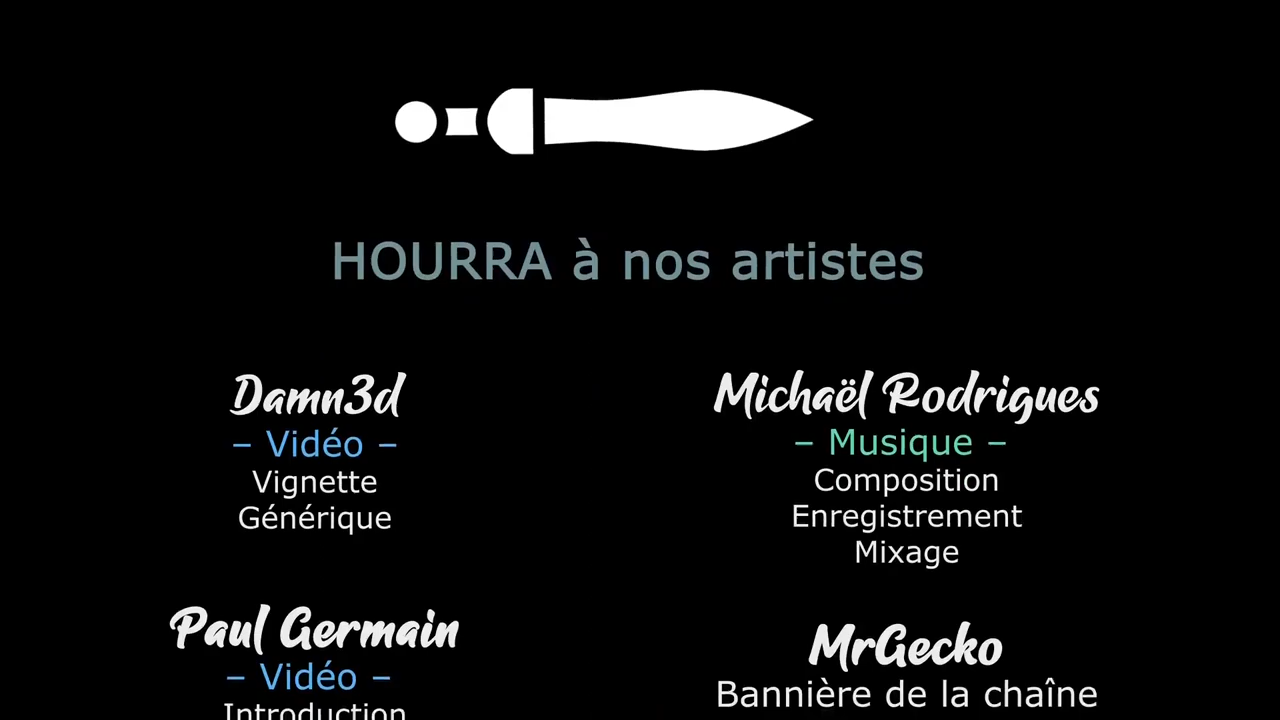 HOURRA à nos artistes
Damn3d
– Vidéo –
Vignette
Générique
Michaël Rodrigues
– Musique –
Composition
Enregistrement
Mixage
Paul Germain
– Vidéo –
Introduction
MrGecko
Bannière de la chaîne